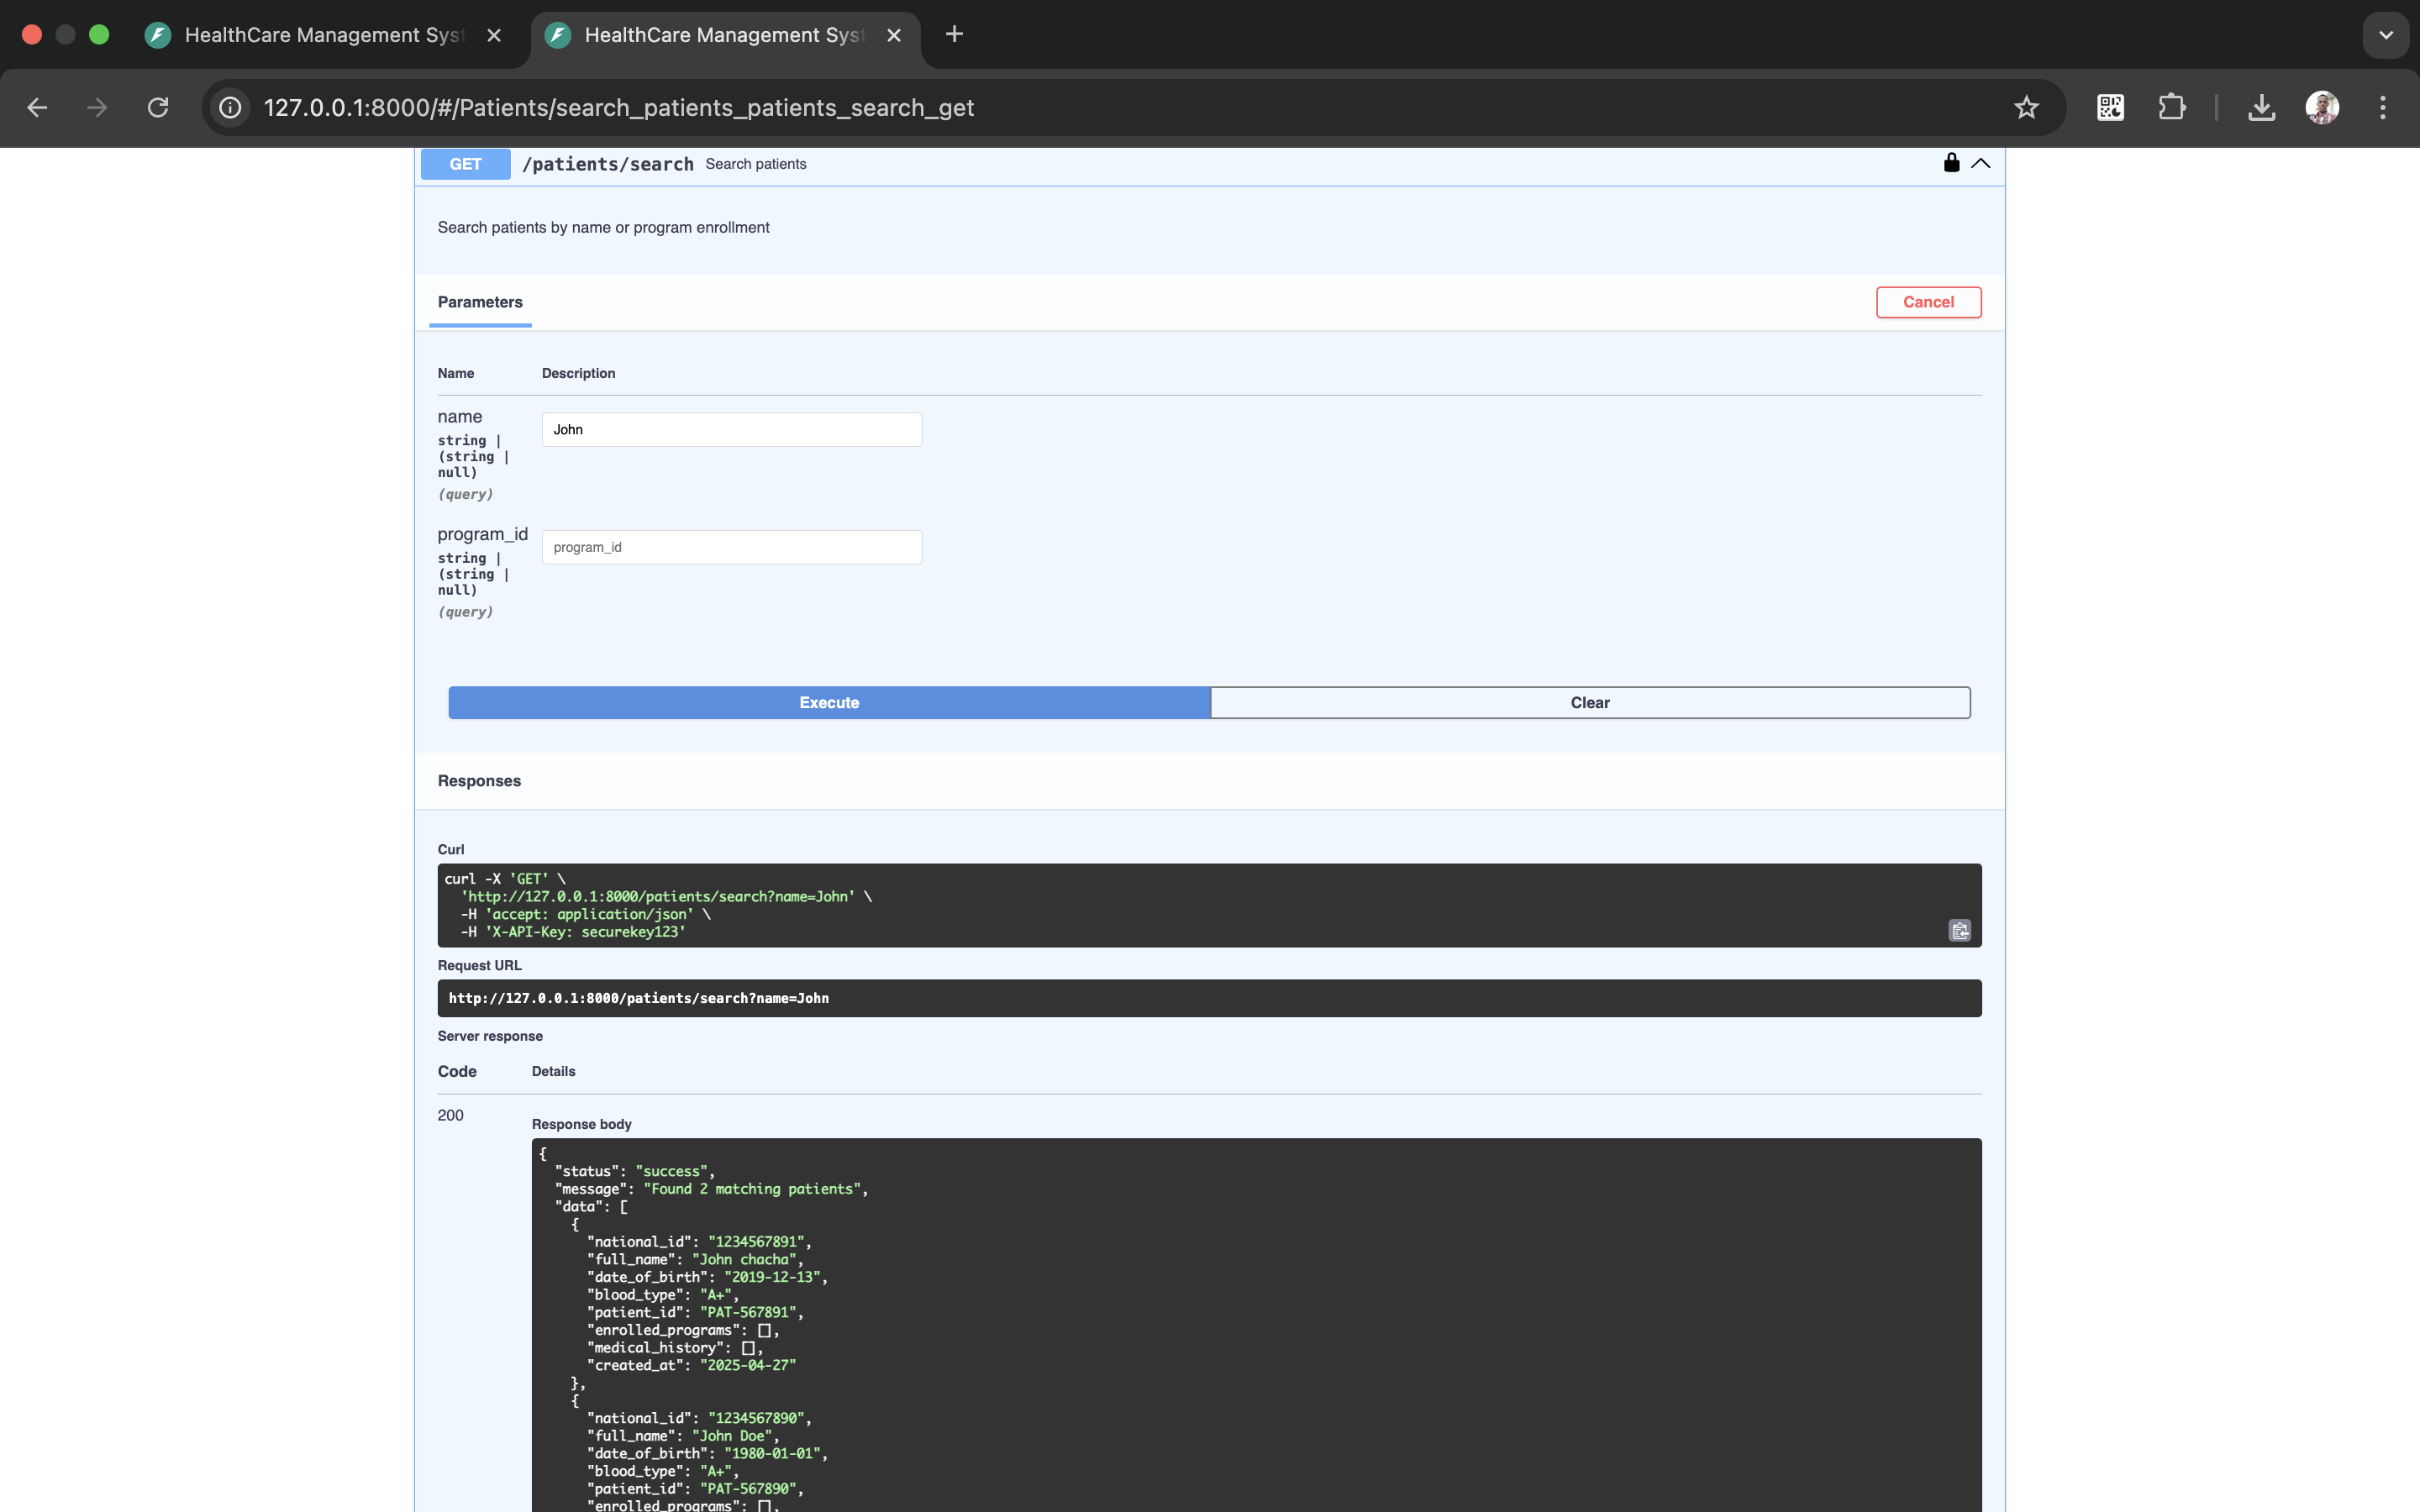 HealthCare Management Syst
HealthCare Management Syst
127.0.0.1:8000/#/Patients/search_patients_patients_search_get
GET /patients/search Search patients
Search patients by name or program enrollment
Parameters
Cancel
Name Description
name
string |
(string |
null)
(query)
John
program_id
string |
(string |
null)
(query)
program_id
Execute
Clear
Responses
Curl
curl -X 'GET' \
'http://127.0.0.1:8000/patients/search?name=John' \
-H 'accept: application/json' \
-H 'X-API-Key: securekey123'
Request URL
http://127.0.0.1:8000/patients/search?name=John
Server response
Code Details
200
Response body
{
"status": "success",
"message": "Found 2 matching patients",
"data": [
{
"national_id": "1234567891",
"full_name": "John chacha",
"date_of_birth": "2019-12-13",
"blood_type": "A+",
"patient_id": "PAT-567891",
"enrolled_programs": [],
"medical_history": [],
"created_at": "2025-04-27"
},
{
"national_id": "1234567890",
"full_name": "John Doe",
"date_of_birth": "1980-01-01",
"blood_type": "A+",
"patient_id": "PAT-567890",
"enrolled_programs": [],